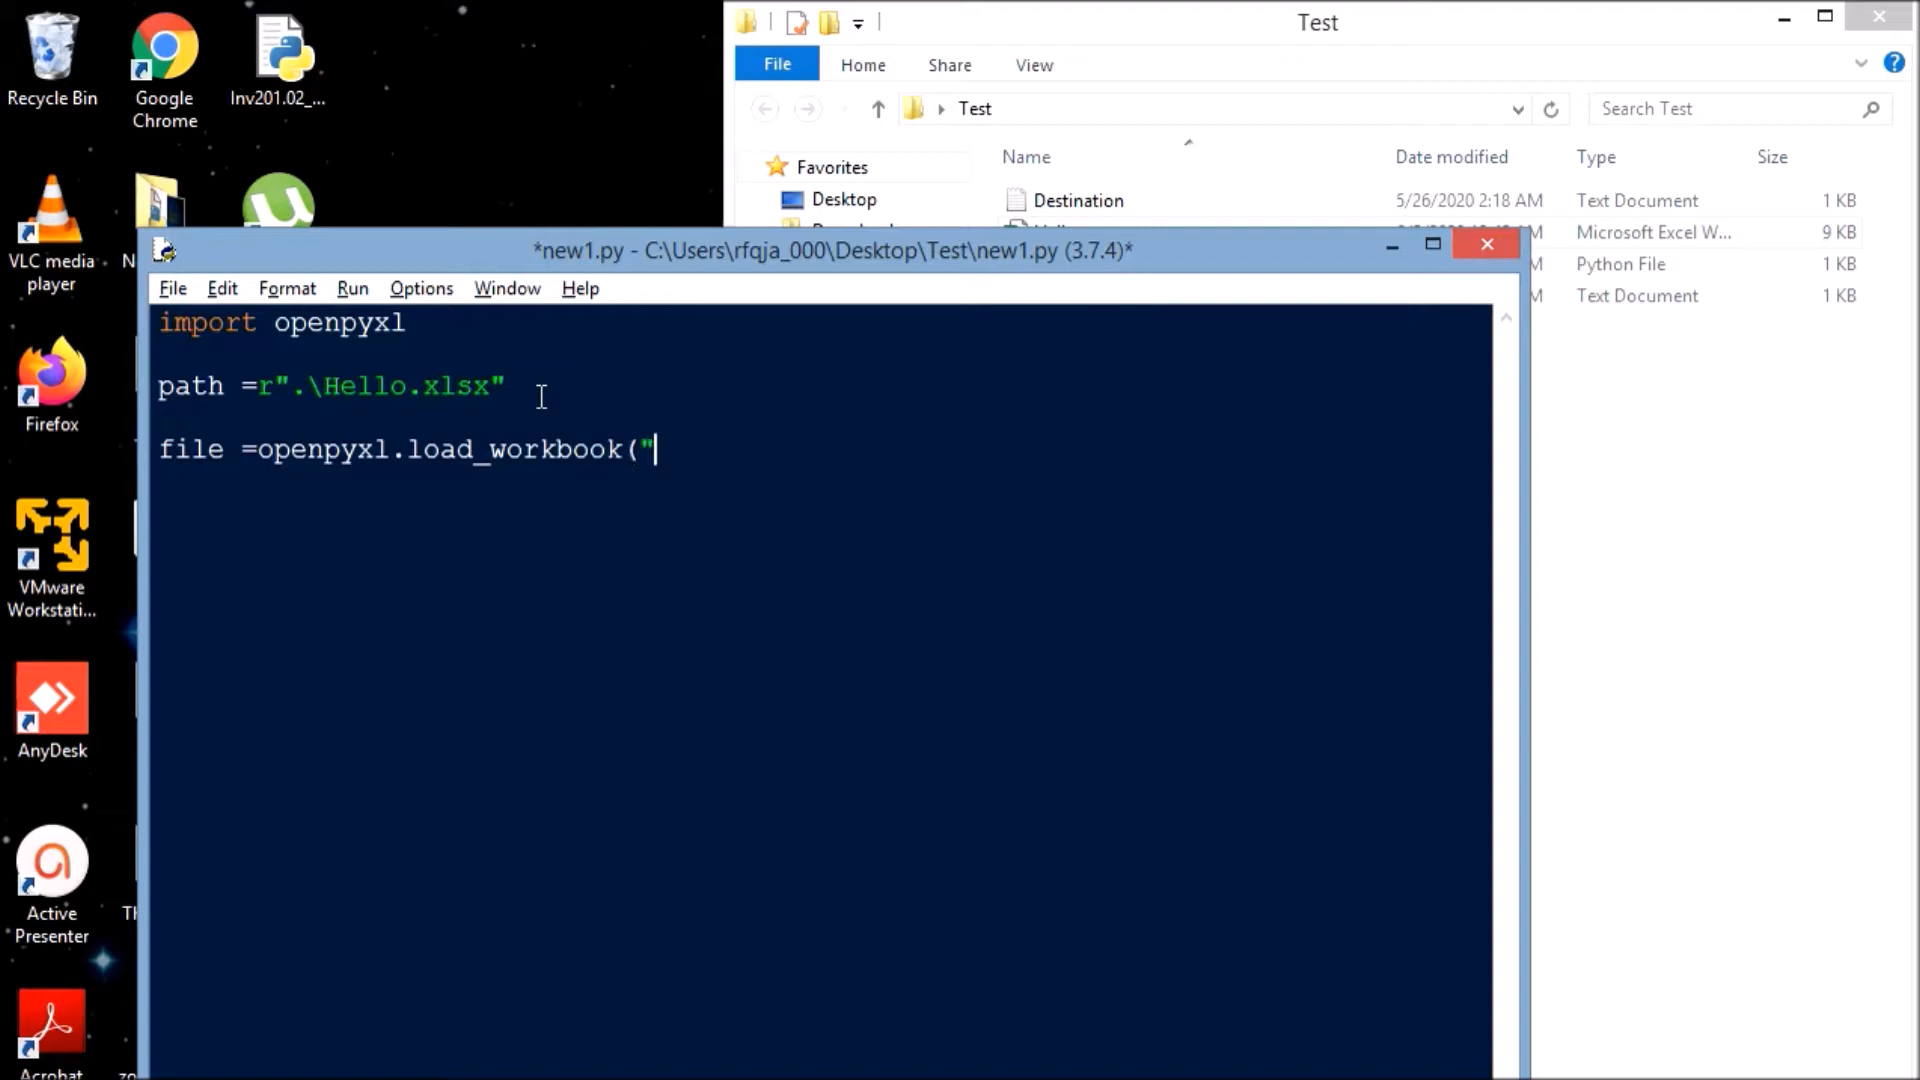 Recycle Bin
Google Chrome
Inv201.02_...
VLC media player
Firefox
VMware Workstati...
AnyDesk
Active Presenter
Test
File Home Share View
Test
Search Test
Name Date modified Type Size
Favorites
Desktop
Destination 5/26/2020 2:18 AM Text Document 1 KB
Microsoft Excel W... 9 KB
Python File 1 KB
Text Document 1 KB
*new1.py - C:\Users\rfqja_000\Desktop\Test\new1.py (3.7.4)*
File Edit Format Run Options Window Help
import openpyxl
path =r".\Hello.xlsx"
file =openpyxl.load_workbook("